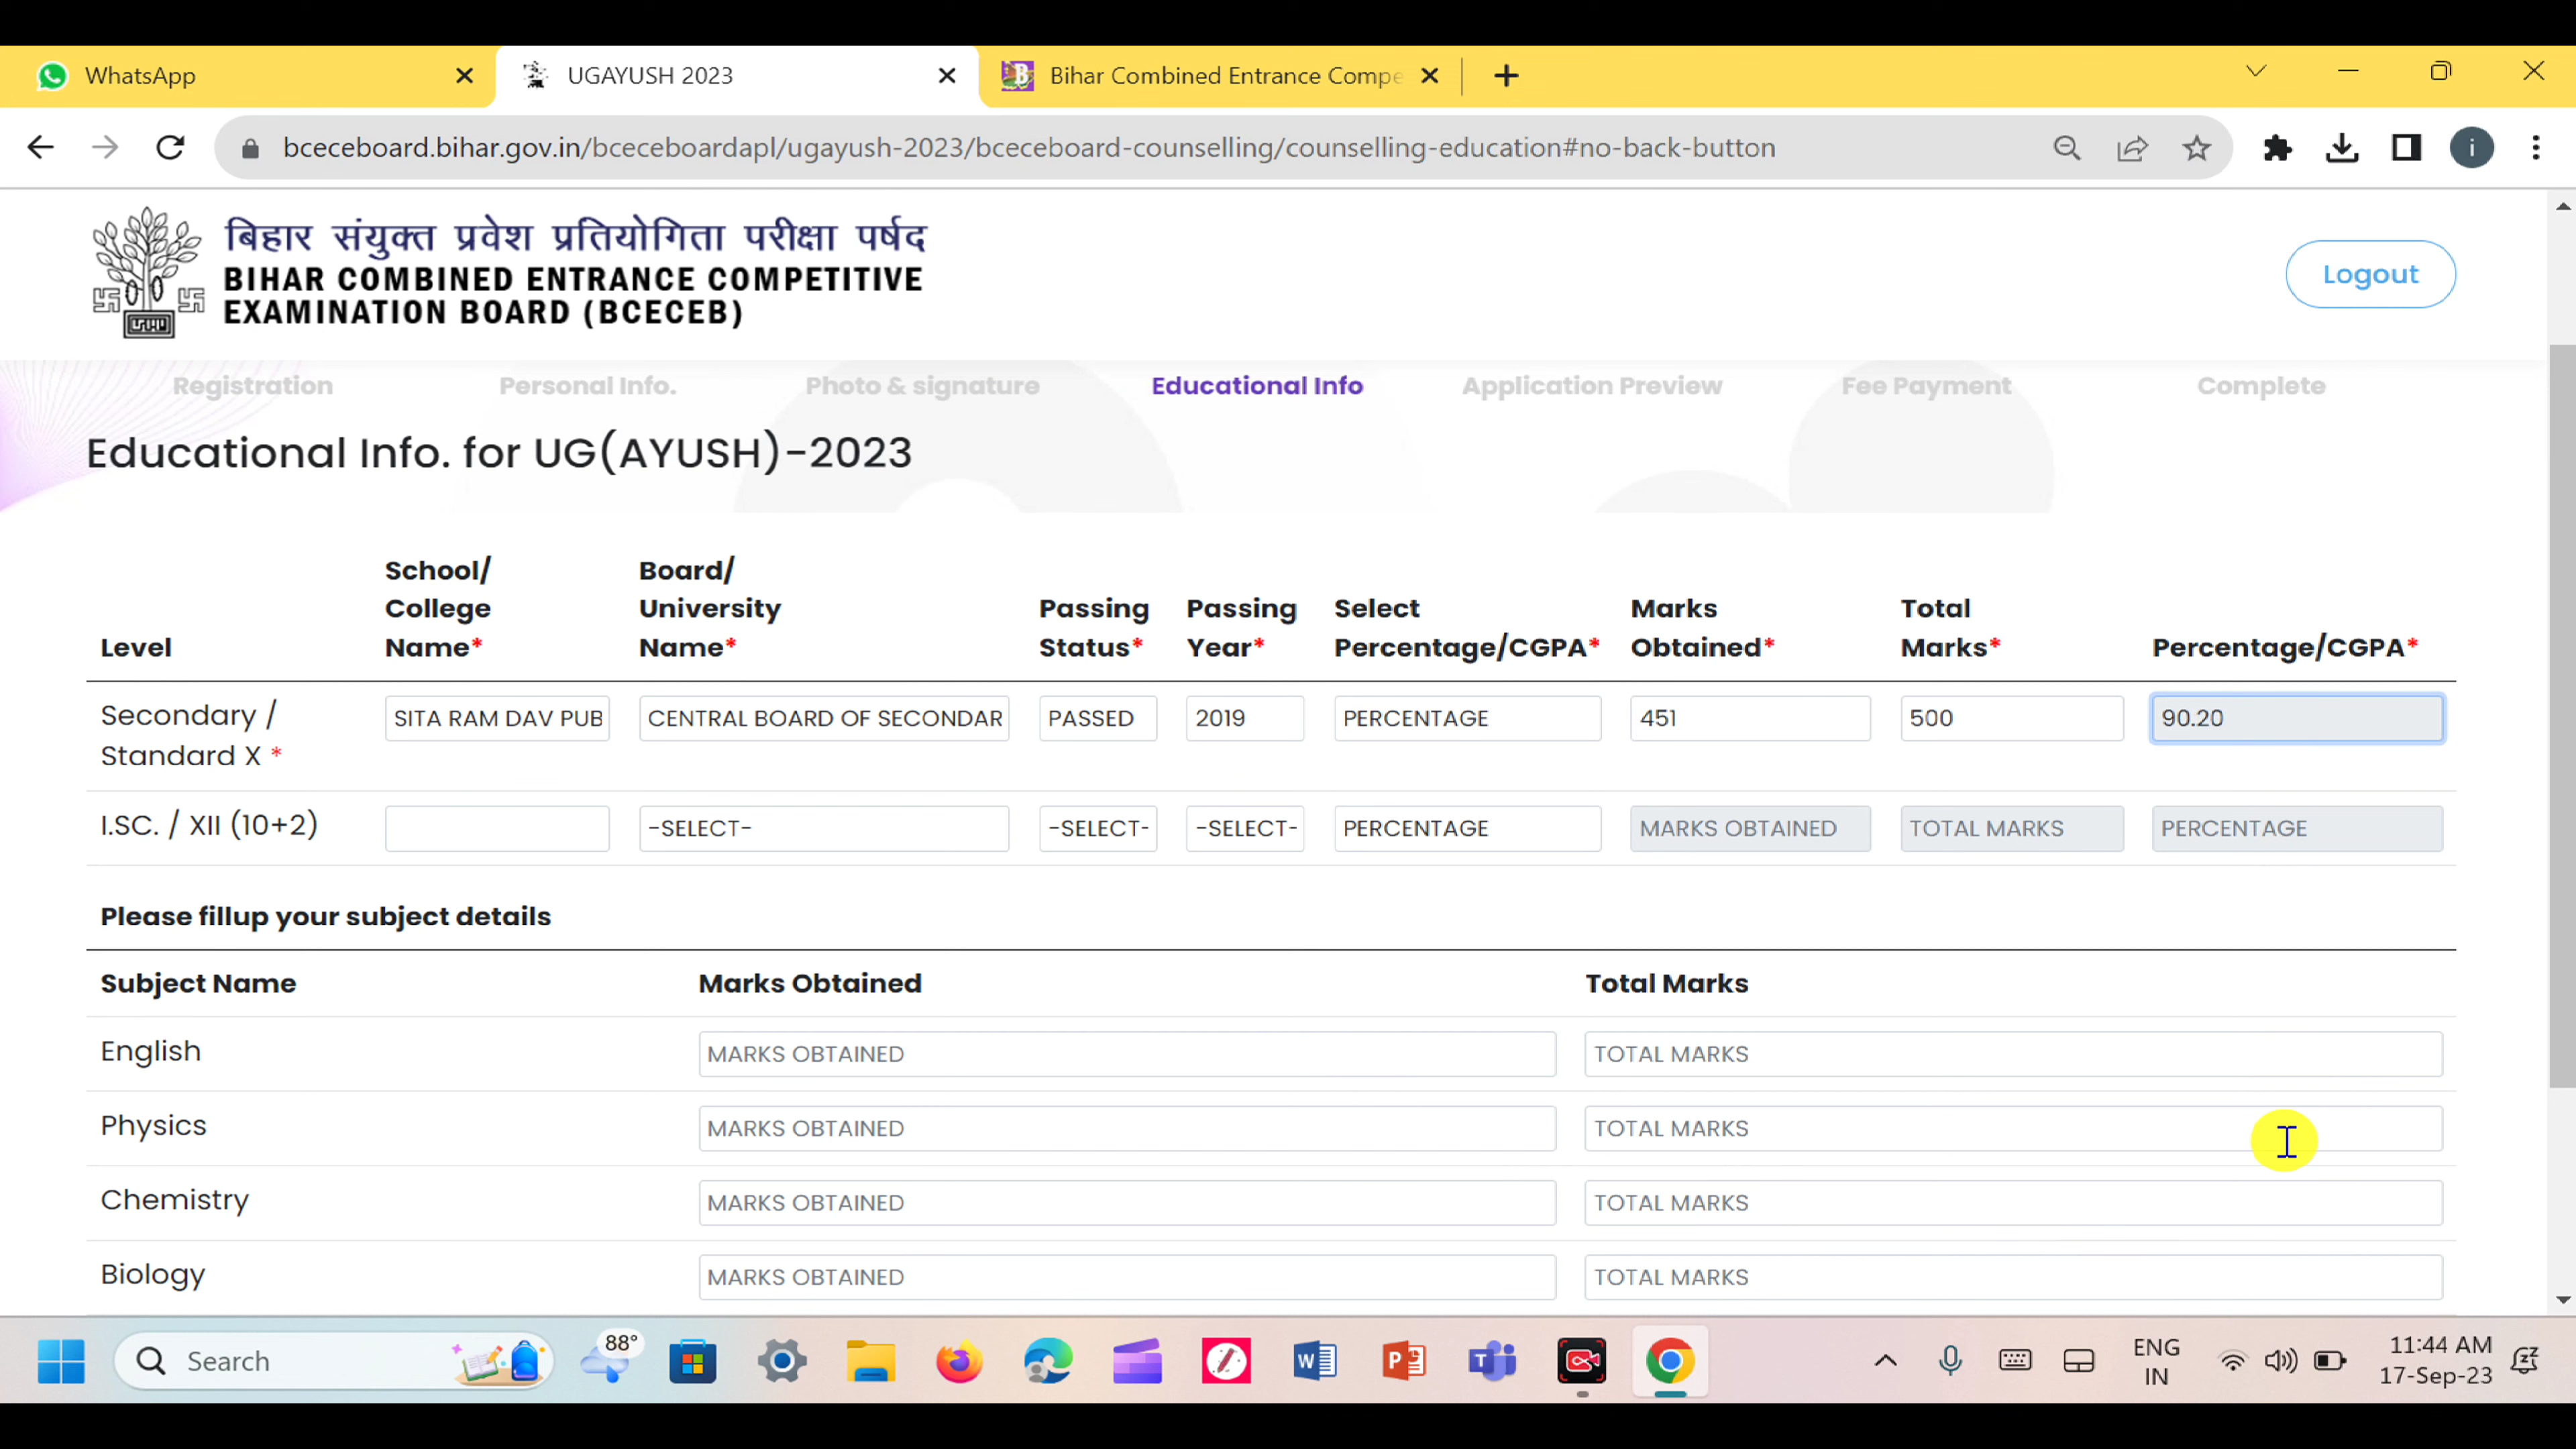 WhatsApp
UGAYUSH 2023
Bihar Combined Entrance Compe
bceceboard.bihar.gov.in/bceceboardapl/ugayush-2023/bceceboard-counselling/counselling-education#no-back-button
i
बिहार संयुक्त प्रवेश प्रतियोगिता परीक्षा पर्षद
BIHAR COMBINED ENTRANCE COMPETITIVE
EXAMINATION BOARD (BCECEB)
Logout
Registration Personal Info. Photo & signature Educational Info Application Preview Fee Payment Complete
Educational Info. for UG(AYUSH)-2023
Level School/ College Name* Board/ University Name* Passing Status* Passing Year* Select Percentage/CGPA* Marks Obtained* Total Marks* Percentage/CGPA*
Secondary / Standard X * SITA RAM DAV PUB CENTRAL BOARD OF SECONDAR PASSED 2019 PERCENTAGE 451 500 90.20
I.SC. / XII (10+2) -SELECT- -SELECT- -SELECT- PERCENTAGE MARKS OBTAINED TOTAL MARKS PERCENTAGE
Please fillup your subject details
Subject Name Marks Obtained Total Marks
English MARKS OBTAINED TOTAL MARKS
Physics MARKS OBTAINED TOTAL MARKS
Chemistry MARKS OBTAINED TOTAL MARKS
Biology MARKS OBTAINED TOTAL MARKS
Search
88°
ENG
IN
11:44 AM
17-Sep-23